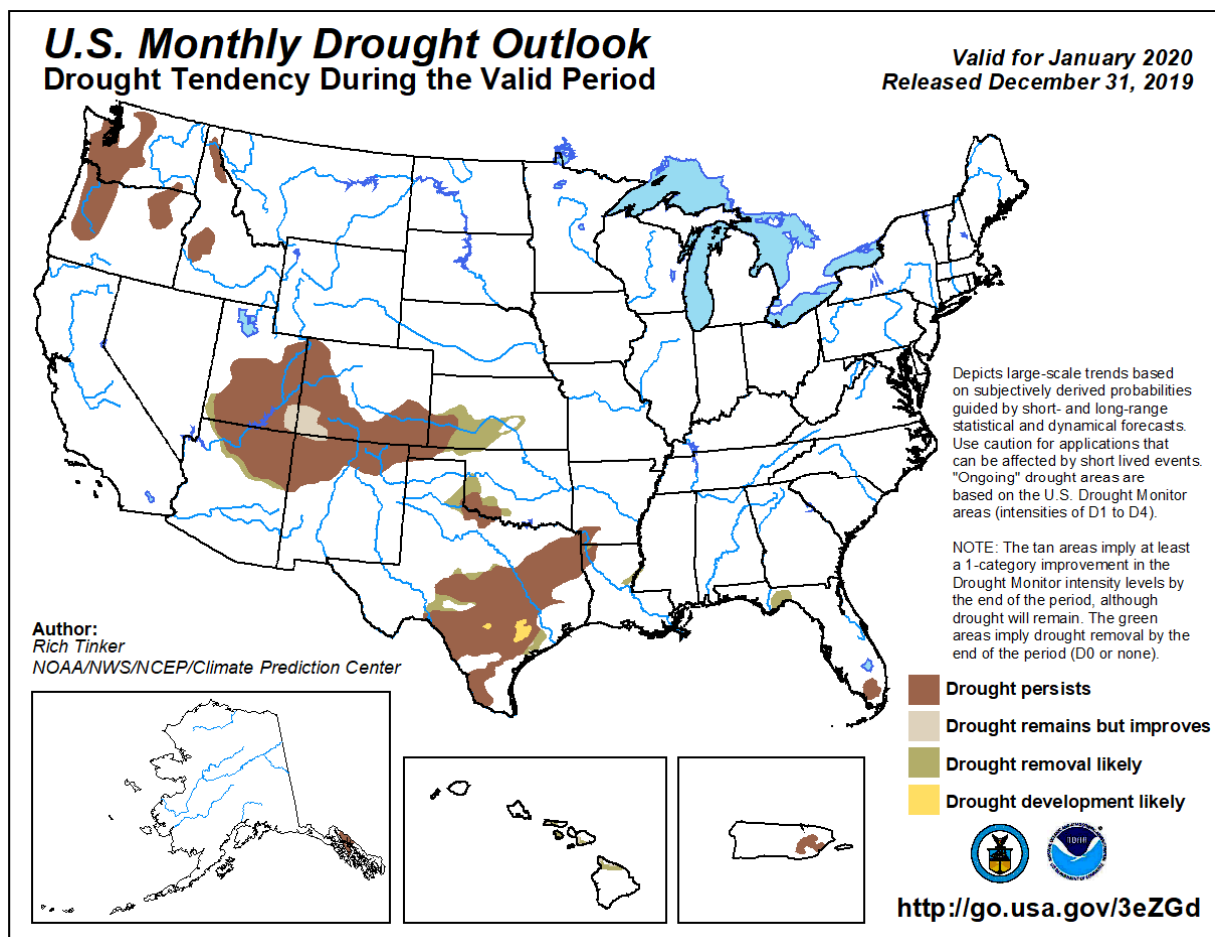 U.S. Monthly Drought Outlook
Drought Tendency During the Valid Period
Valid for January 2020
Released December 31, 2019
Depicts large-scale trends based
on subjectively derived probabilities
guided by short- and long-range
statistical and dynamical forecasts.
Use caution for applications that
can be affected by short lived events.
"Ongoing" drought areas are
based on the U.S. Drought Monitor
areas (intensities of D1 to D4).
NOTE: The tan areas imply at least
a 1-category improvement in the
Drought Monitor intensity levels by
the end of the period, although
drought will remain. The green
areas imply drought removal by the
end of the period (D0 or none).
Author:
Rich Tinker
NOAA/NWS/NCEP/Climate Prediction Center
Drought persists
Drought remains but improves
Drought removal likely
Drought development likely
http://go.usa.gov/3eZGd